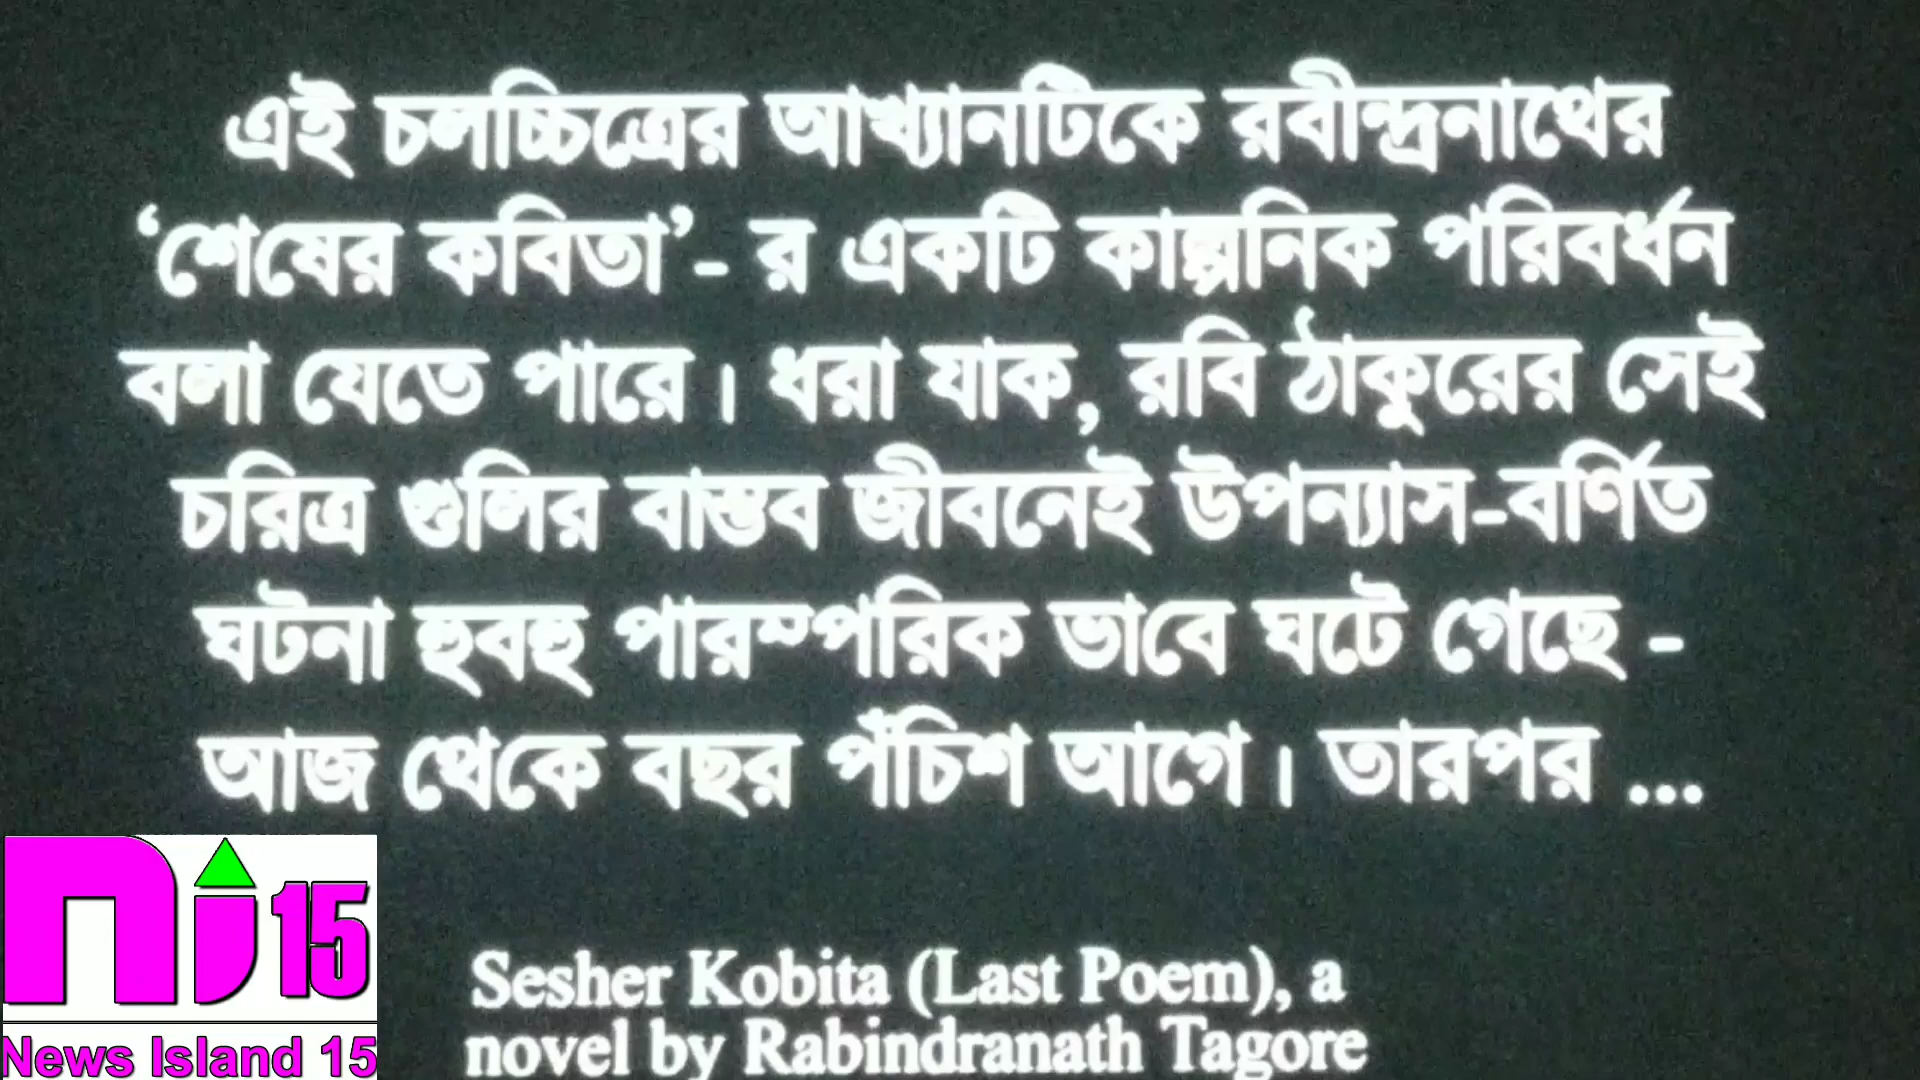 এই চলচ্চিত্রের আখ্যানটিকে রবীন্দ্রনাথের
‘শেষের কবিতা’- র একটি কাল্পনিক পরিবর্ধন
বলা যেতে পারে। ধরা যাক, রবি ঠাকুরের সেই
চরিত্র গুলির বাস্তব জীবনেই উপন্যাস-বর্ণিত
ঘটনা হুবহু পারস্পরিক ভাবে ঘটে গেছে -
আজ থেকে বছর পঁচিশ আগে। তারপর ...
ni15
News Island 15
Sesher Kobita (Last Poem), a
novel by Rabindranath Tagore